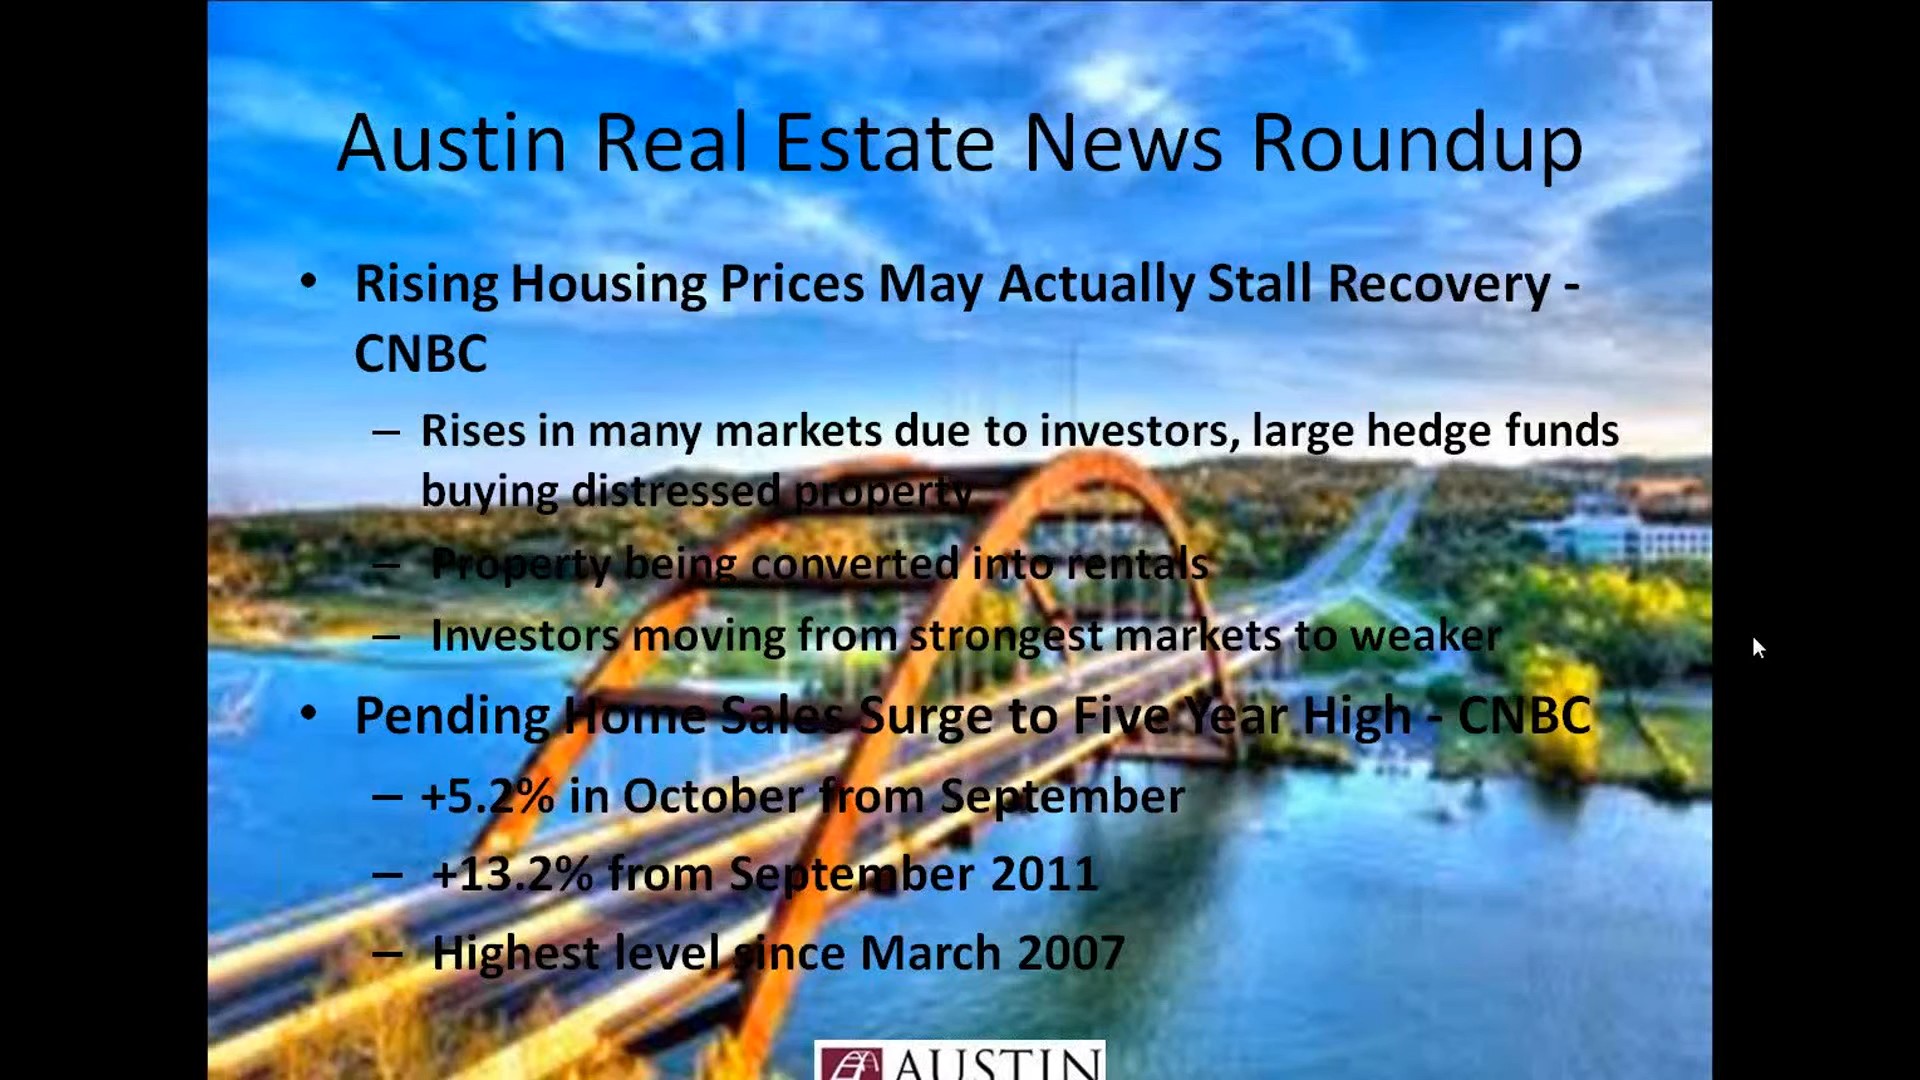 Austin Real Estate News Roundup
• Rising Housing Prices May Actually Stall Recovery -
CNBC
– Rises in many markets due to investors, large hedge funds
buying distressed property
– Property being converted into rentals
– Investors moving from strongest markets to weaker
• Pending Home Sales Surge to Five Year High - CNBC
– +5.2% in October from September
– +13.2% from September 2011
– Highest level since March 2007
AUSTIN